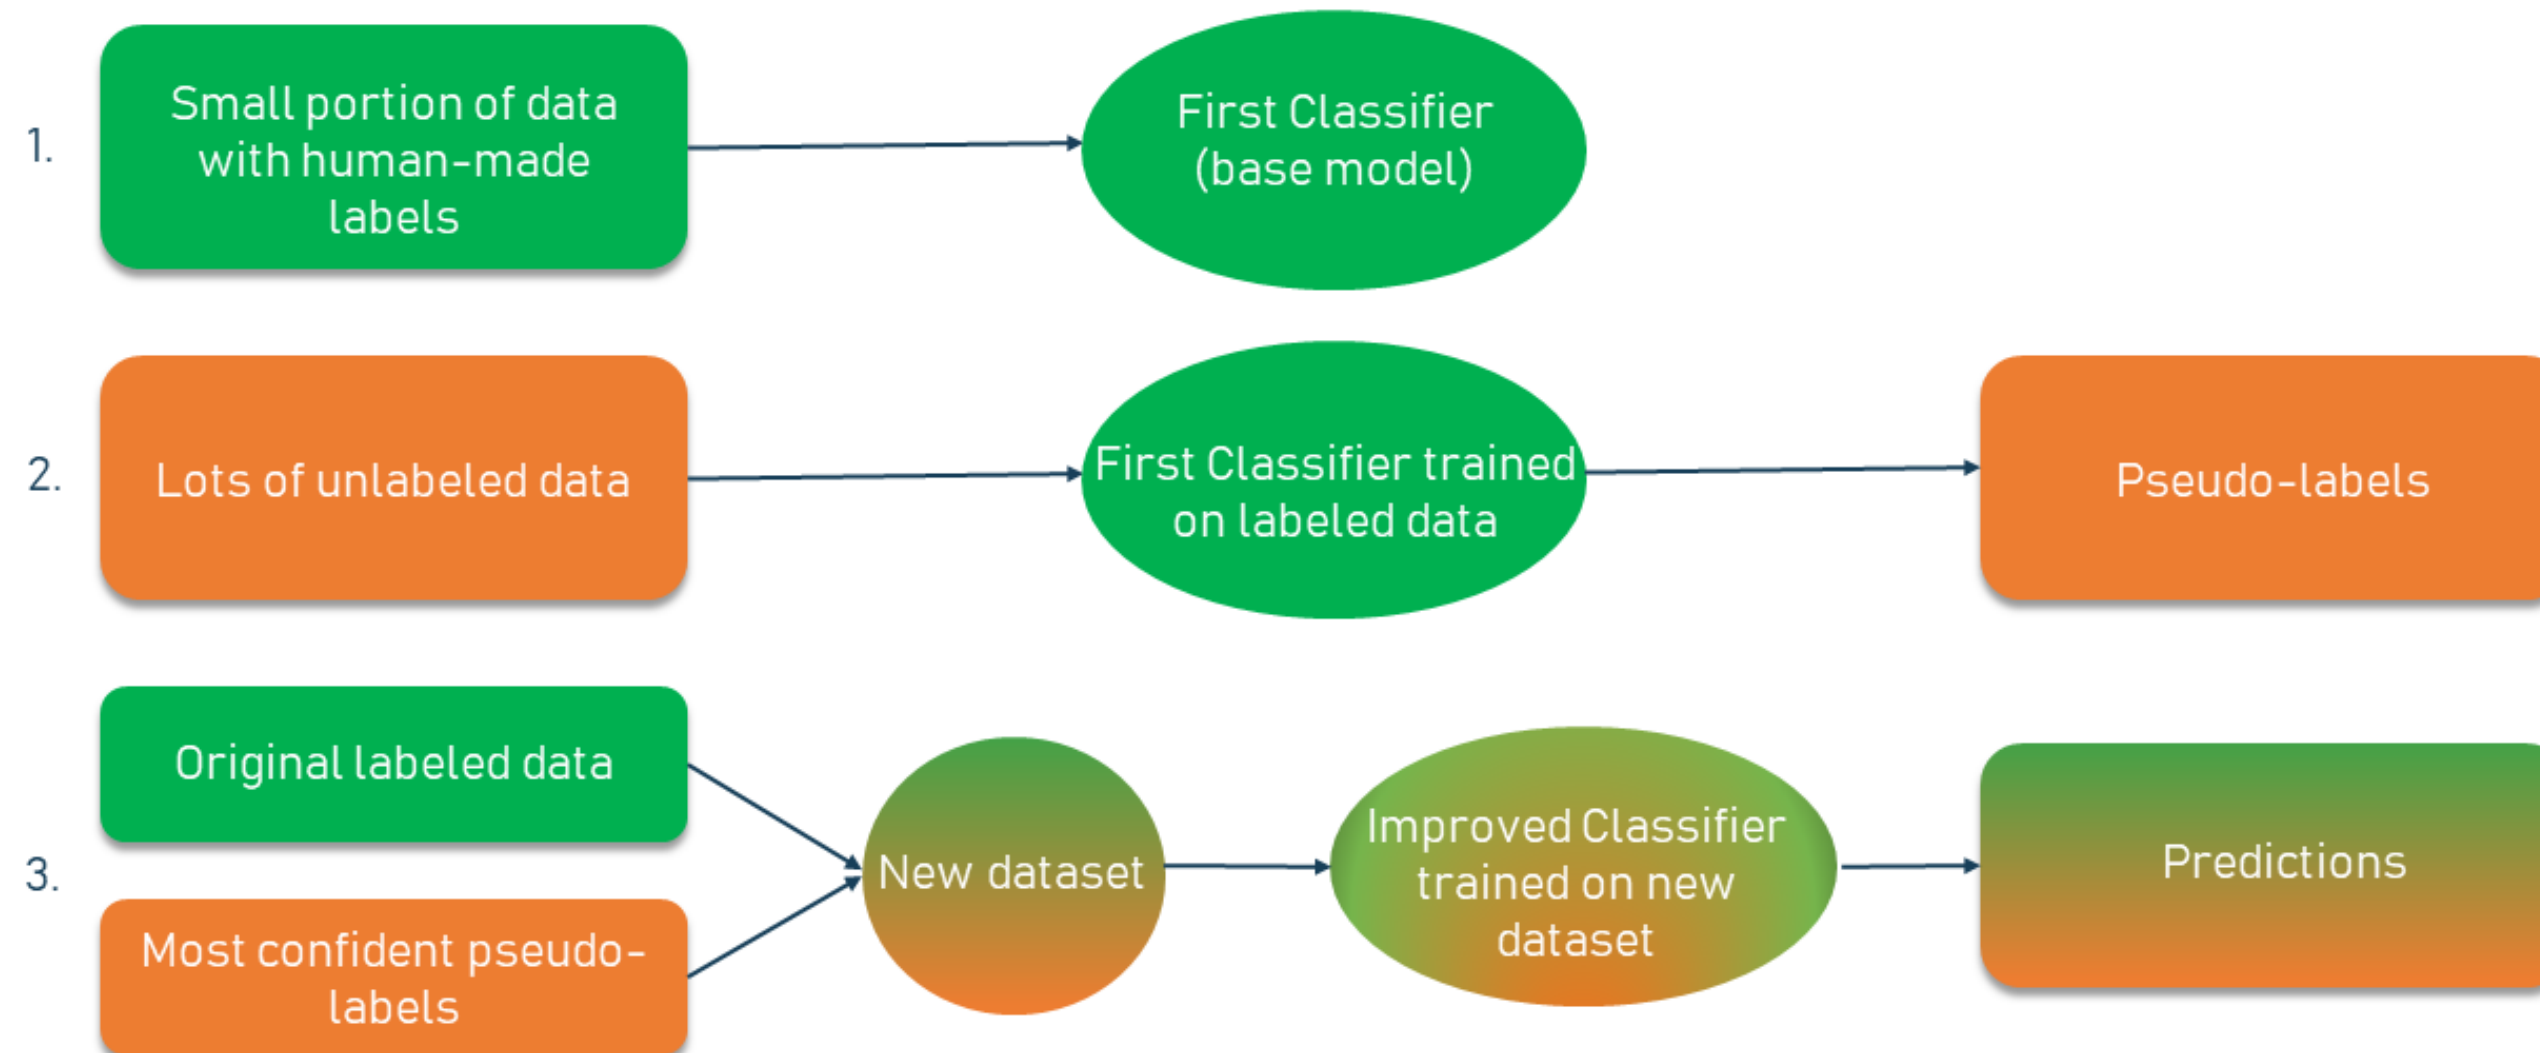 1.
Small portion of data
with human-made
labels
First Classifier
(base model)
2.
Lots of unlabeled data
First Classifier trained
on labeled data
Pseudo-labels
3.
Original labeled data
Most confident pseudo-
labels
New dataset
Improved Classifier
trained on new
dataset
Predictions